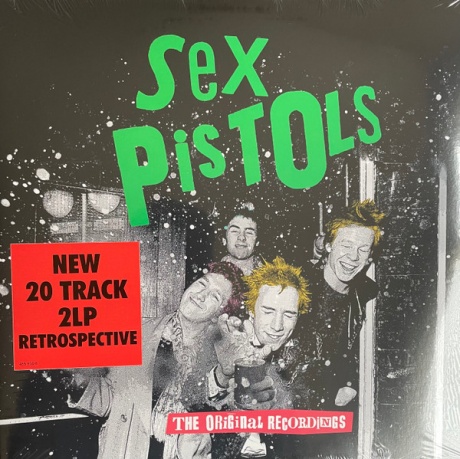 Sex
PiSTOLS
NEW
20 TRACK
2LP
RETROSPECTIVE
THE ORiGiNAL RECORDINGS